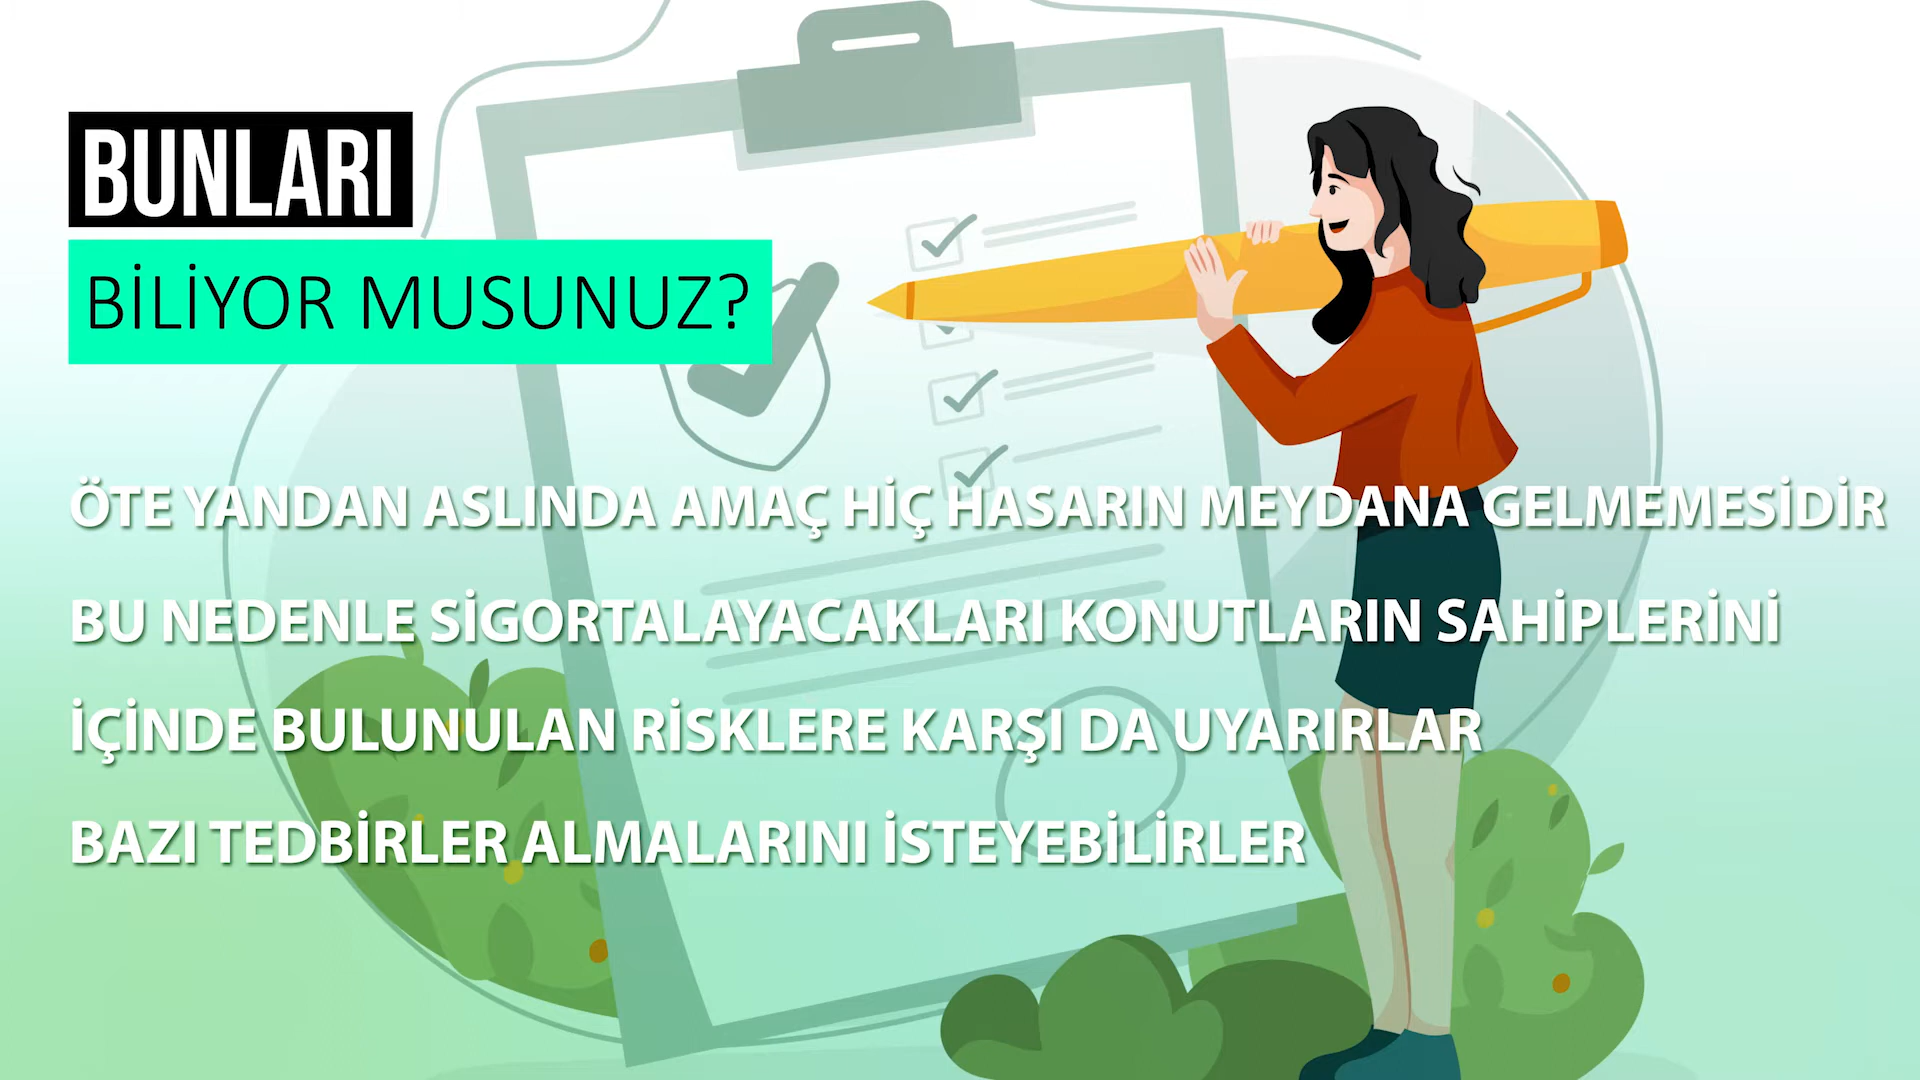 BUNLARI
BİLİYOR MUSUNUZ?
ÖTE YANDAN ASLINDA AMAÇ HİÇ HASARIN MEYDANA GELMEMESİDİR
BU NEDENLE SİGORTALAYACAKLARI KONUTLARIN SAHİPLERİNİ
İÇİNDE BULUNULAN RİSKLERE KARŞI DA UYARIRLAR
BAZI TEDBİRLER ALMALARINI İSTEYEBİLİRLER